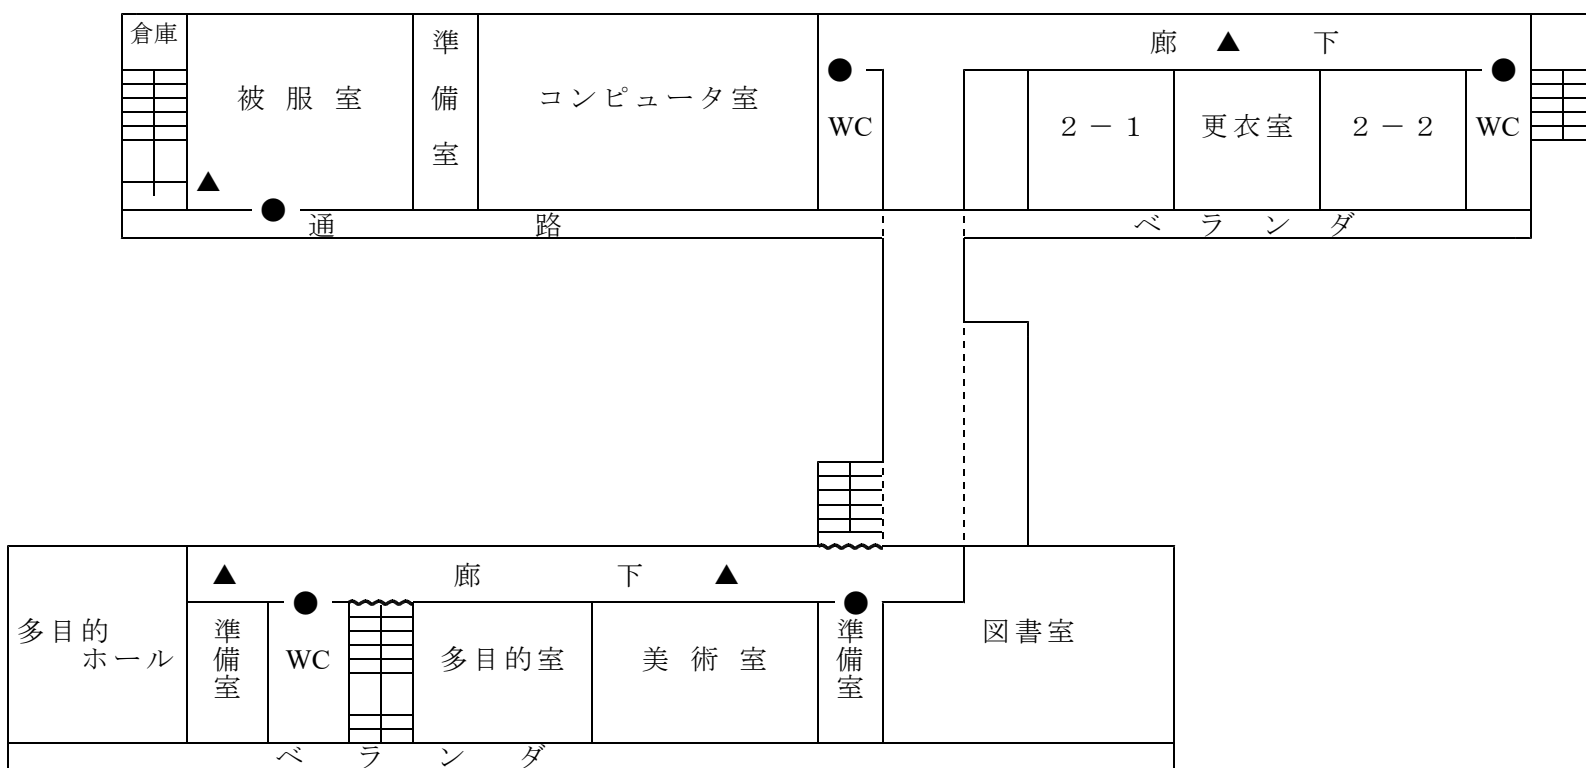 倉庫
被服室
準備室
コンピュータ室
WC
廊下
2－1
更衣室
2－2
WC
通路
ベランダ
多目的
ホール
準備室
WC
廊下
多目的室
美術室
準備室
図書室
ベランダ